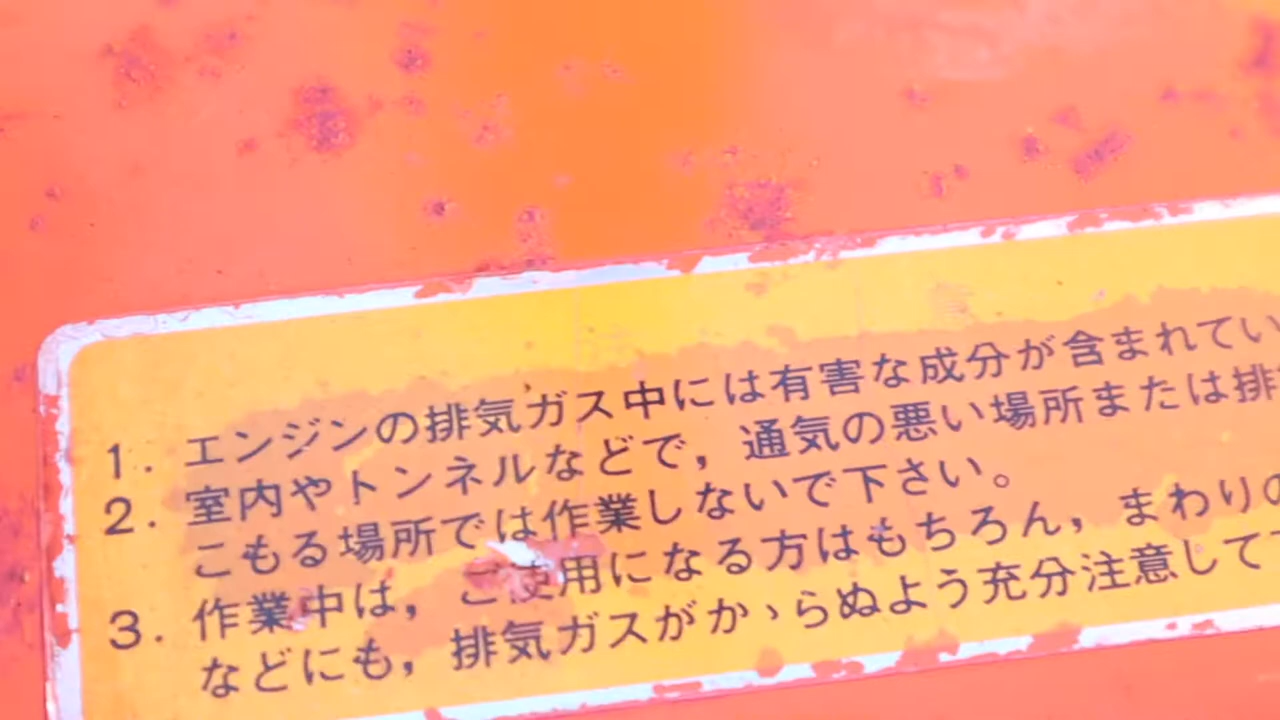 1. エンジンの排気ガス中には有害な成分が含まれてい
2. 室内やトンネルなどで，通気の悪い場所または排
こもる場所では作業しないで下さい。
3. 作業中は，ご使用になる方はもちろん，まわりの
などにも，排気ガスがかゝらぬよう充分注意して